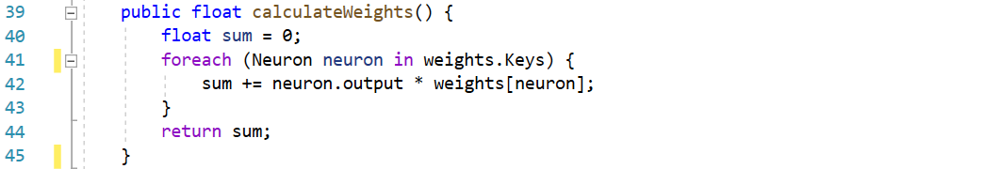 39 public float calculateWeights() {
40 float sum = 0;
41 foreach (Neuron neuron in weights.Keys) {
42 sum += neuron.output * weights[neuron];
43 }
44 return sum;
45 }